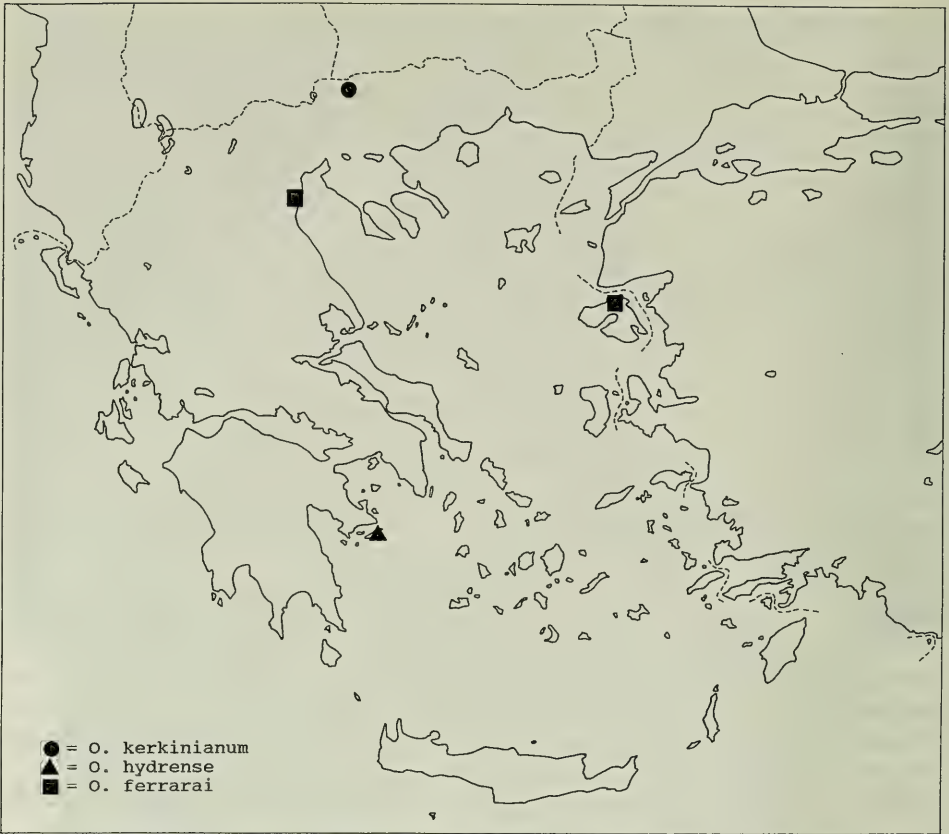 ● = O. kerkinianum
▲ = O. hydrense
■ = O. ferrarai